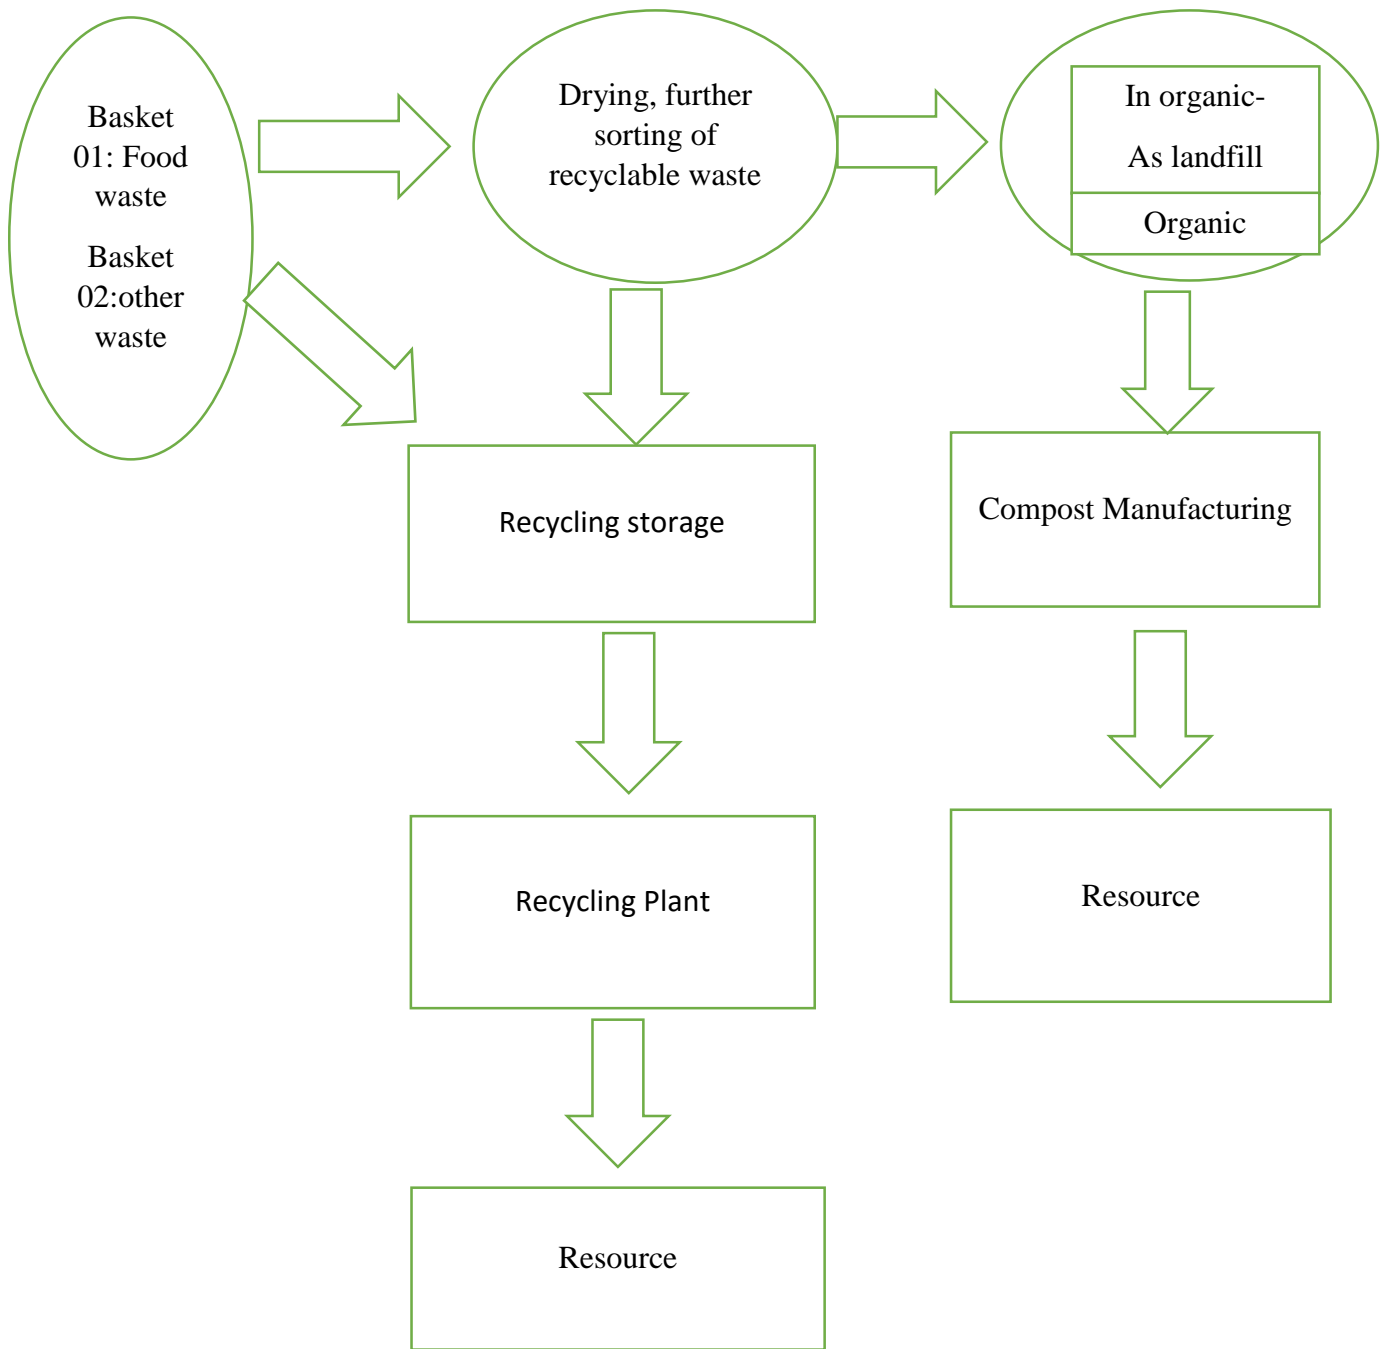 Basket
01: Food
waste
Basket
02:other
waste
Drying, further
sorting of
recyclable waste
In organic-
As landfill
Organic
Recycling storage
Compost Manufacturing
Recycling Plant
Resource
Resource